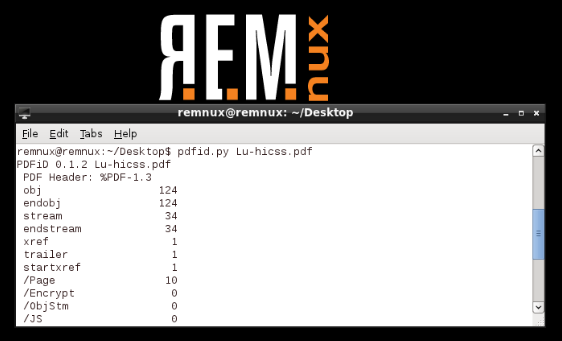 REM
nux
remnux@remnux: ~/Desktop
File Edit Tabs Help
remnux@remnux:~/Desktop$ pdfid.py Lu-hicss.pdf
PDFiD 0.1.2 Lu-hicss.pdf
PDF Header: %PDF-1.3
obj 124
endobj 124
stream 34
endstream 34
xref 1
trailer 1
startxref 1
/Page 10
/Encrypt 0
/ObjStm 0
/JS 0